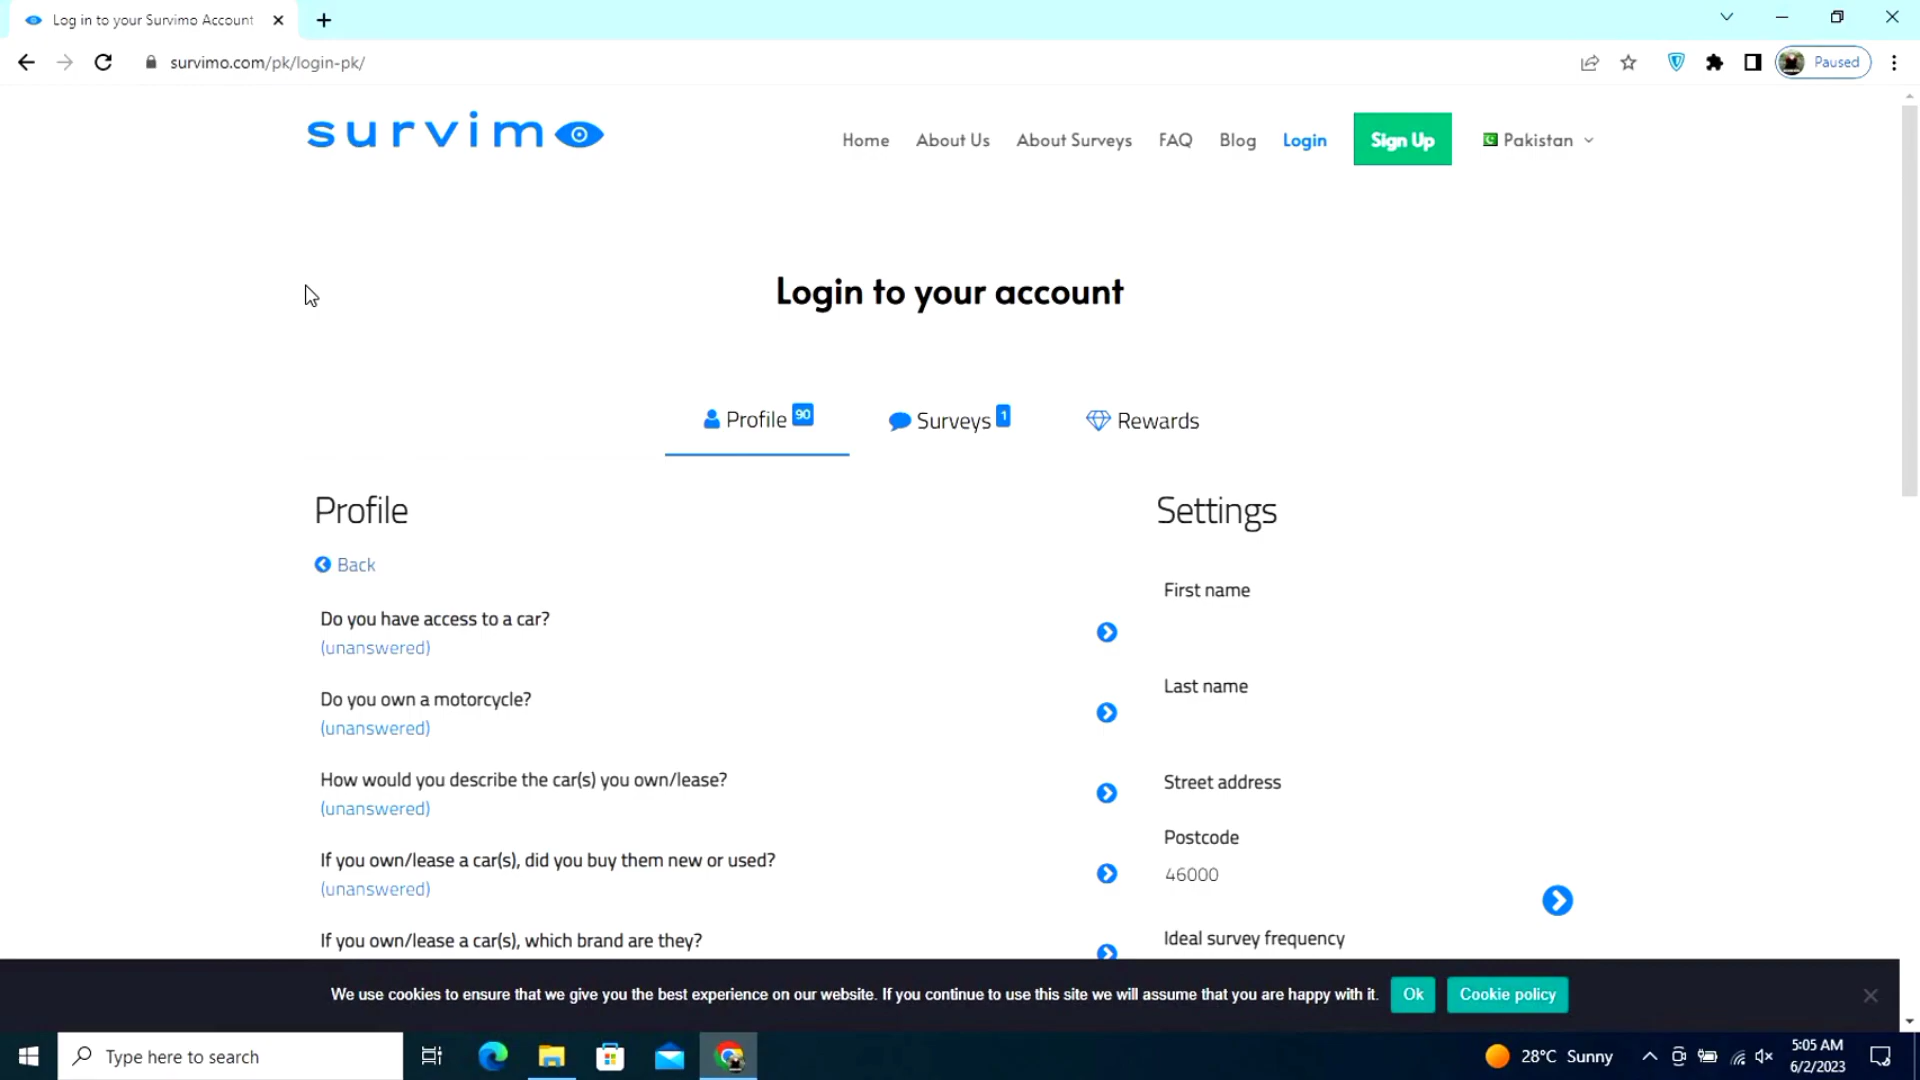 Log in to your Survimo Account
survimo.com/pk/login-pk/
Paused
survimo
Home About Us About Surveys FAQ Blog Login Sign Up Pakistan
Login to your account
Profile 90 Surveys 1 Rewards
Profile
Back
Do you have access to a car?
(unanswered)
Do you own a motorcycle?
(unanswered)
How would you describe the car(s) you own/lease?
(unanswered)
If you own/lease a car(s), did you buy them new or used?
(unanswered)
If you own/lease a car(s), which brand are they?
Settings
First name
Last name
Street address
Postcode
46000
Ideal survey frequency
We use cookies to ensure that we give you the best experience on our website. If you continue to use this site we will assume that you are happy with it. Ok Cookie policy
Type here to search
28°C Sunny
5:05 AM
6/2/2023